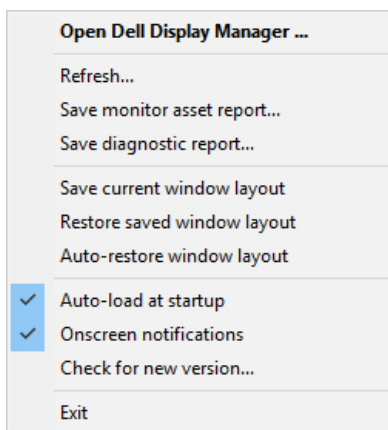 Open Dell Display Manager ...
Refresh...
Save monitor asset report...
Save diagnostic report...
Save current window layout
Restore saved window layout
Auto-restore window layout
Auto-load at startup
Onscreen notifications
Check for new version...
Exit